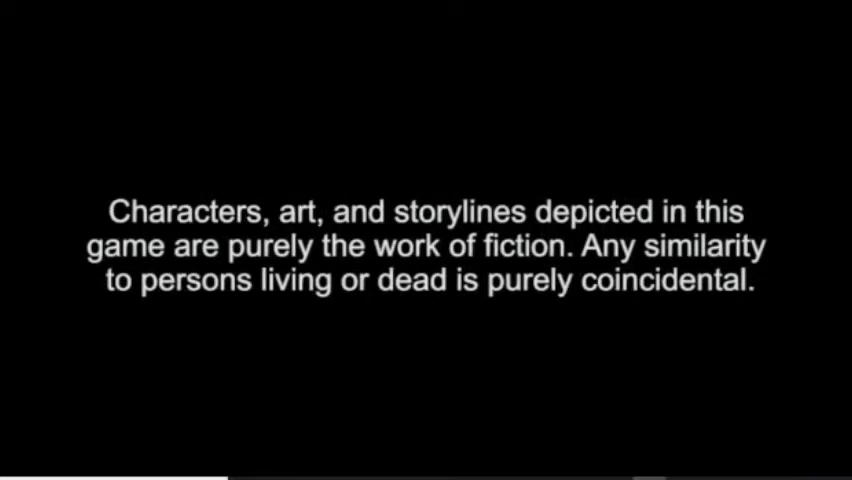 Characters, art, and storylines depicted in this
game are purely the work of fiction. Any similarity
to persons living or dead is purely coincidental.